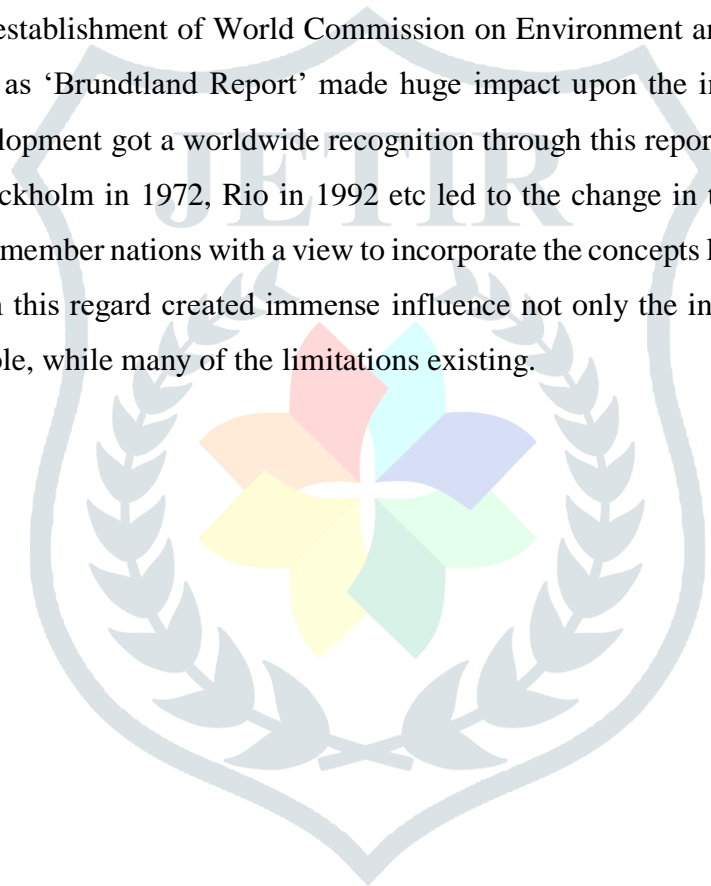 establishment of World Commission on Environment an
as ‘Brundtland Report’ made huge impact upon the in
lopment got a worldwide recognition through this repor
ckholm in 1972, Rio in 1992 etc led to the change in t
member nations with a view to incorporate the concepts l
n this regard created immense influence not only the in
ole, while many of the limitations existing.
JETIR